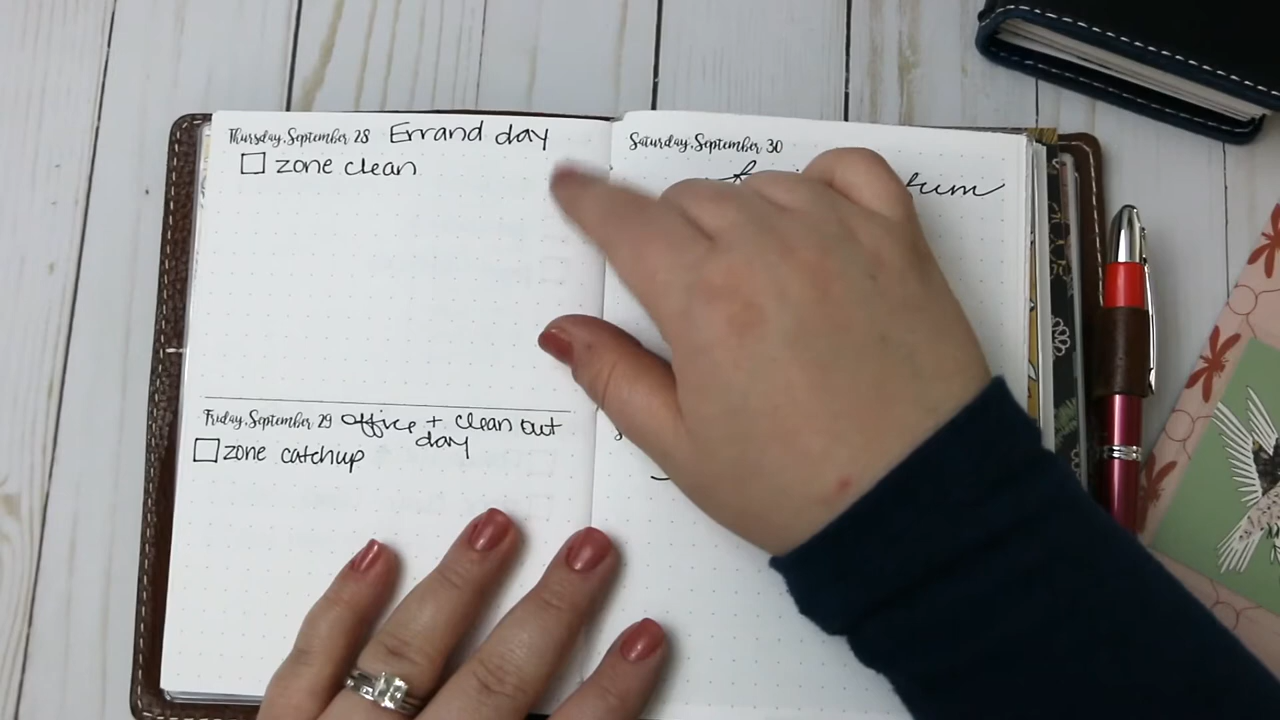 Thursday, September 28 Errand day
zone clean
Friday, September 29 office + clean out
day
zone catchup
Saturday, September 30